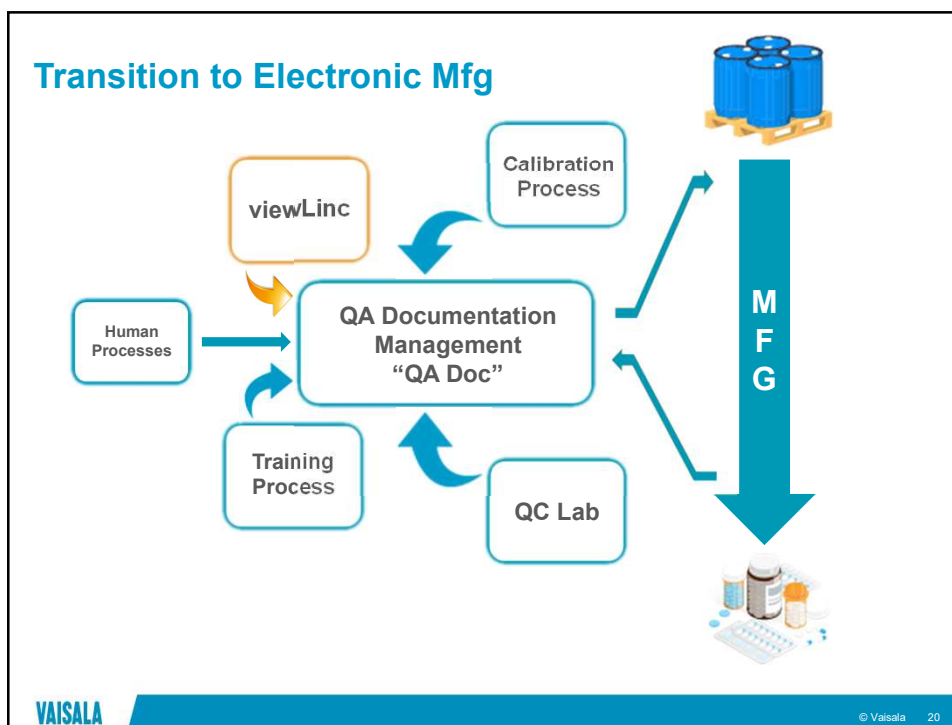 Transition to Electronic Mfg
Calibration
Process
viewLinc
QA Documentation
Management
“QA Doc”
Human
Processes
Training
Process
QC Lab
M
F
G
VAISALA
© Vaisala 20